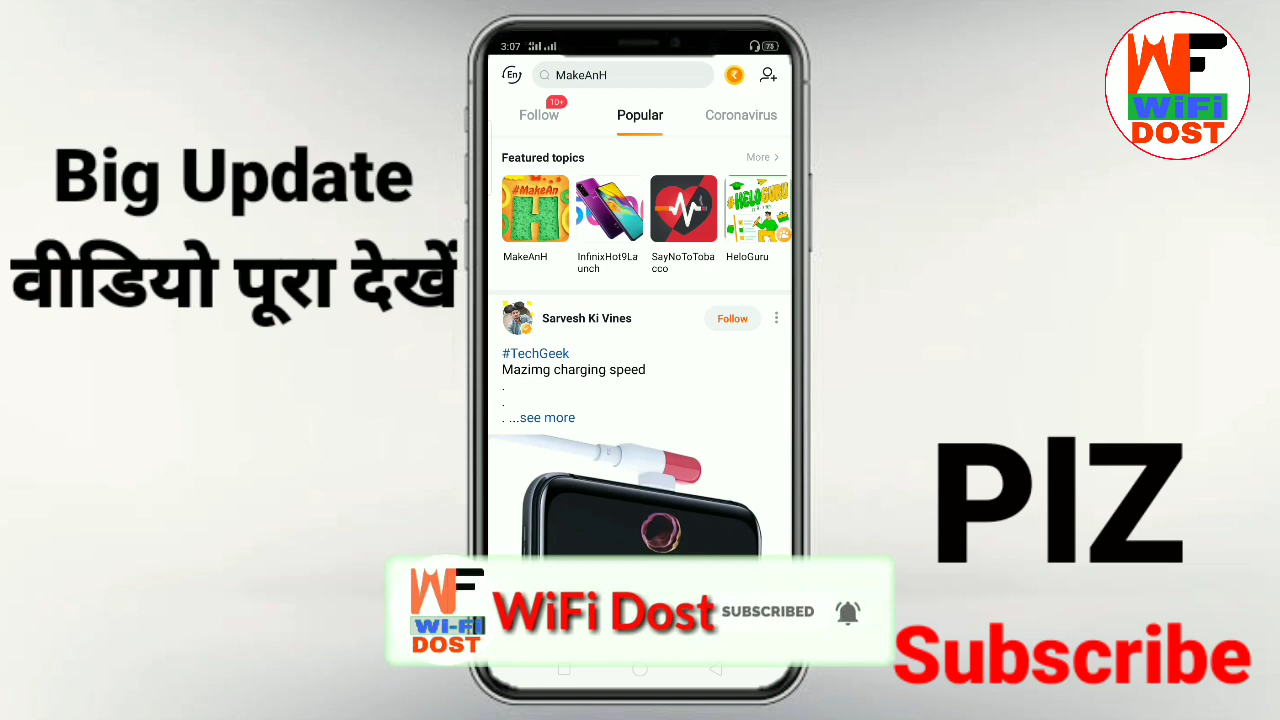 Big Update
वीडियो पूरा देखें
3:07
75
En
MakeAnH
₹
10+
Follow
Popular
Coronavirus
Featured topics
More
#MakeAn
H
#HELOGURU
MakeAnH
InfinixHot9La
unch
SayNoToToba
cco
HeloGuru
Sarvesh Ki Vines
Follow
#TechGeek
Mazimg charging speed
.
.
. ...see more
WF
WiFi
DOST
PlZ
Subscribe
WF
WI-FI
DOST
WiFi Dost
SUBSCRIBED